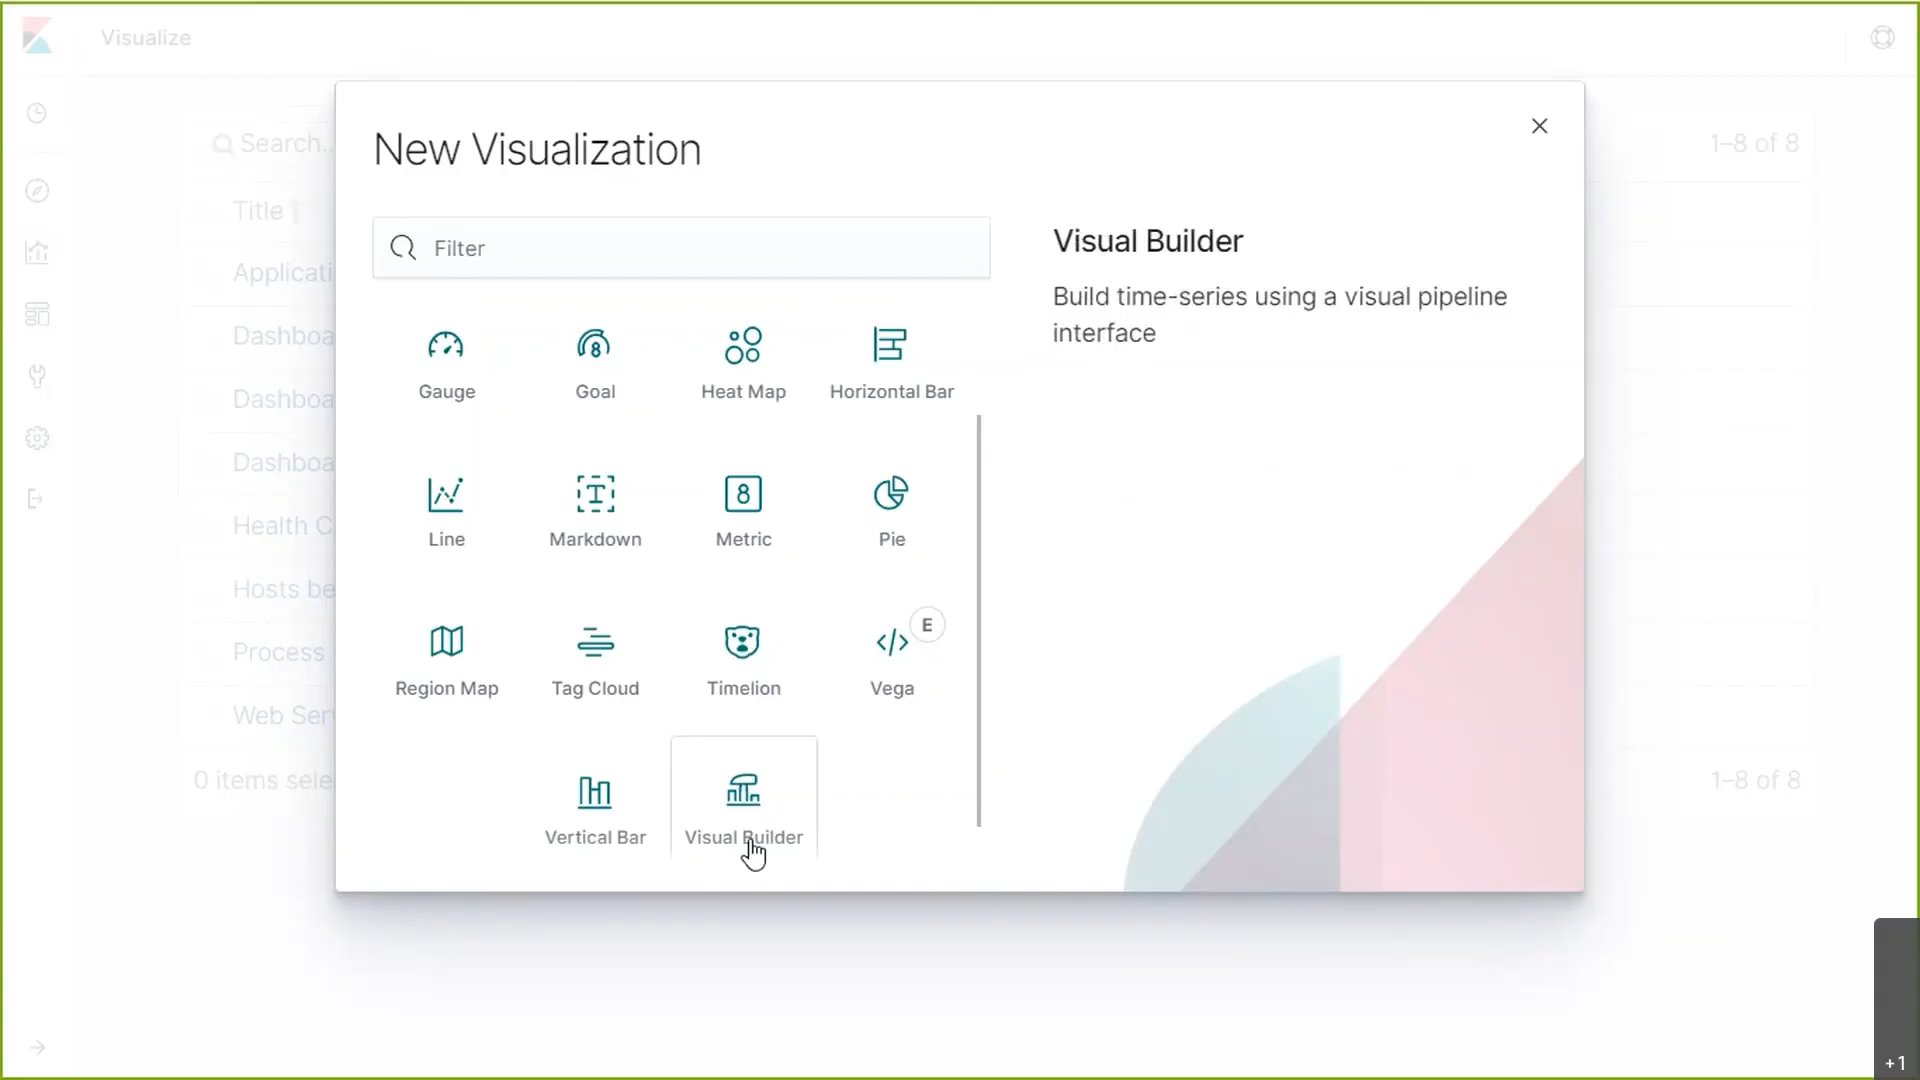 Visualize
New Visualization
Search..
1–8 of 8
Filter
Visual Builder
Build time-series using a visual pipeline
interface
Title
Applicati
Dashboa
Dashboa
Dashboa
Health C
Hosts be
Process
Web Ser
0 items sele
1–8 of 8
Gauge
Goal
Heat Map
Horizontal Bar
8
Line
Markdown
Metric
Pie
T
8
Region Map
Tag Cloud
Timelion
Vega
E
Vertical Bar
Visual Builder
+1